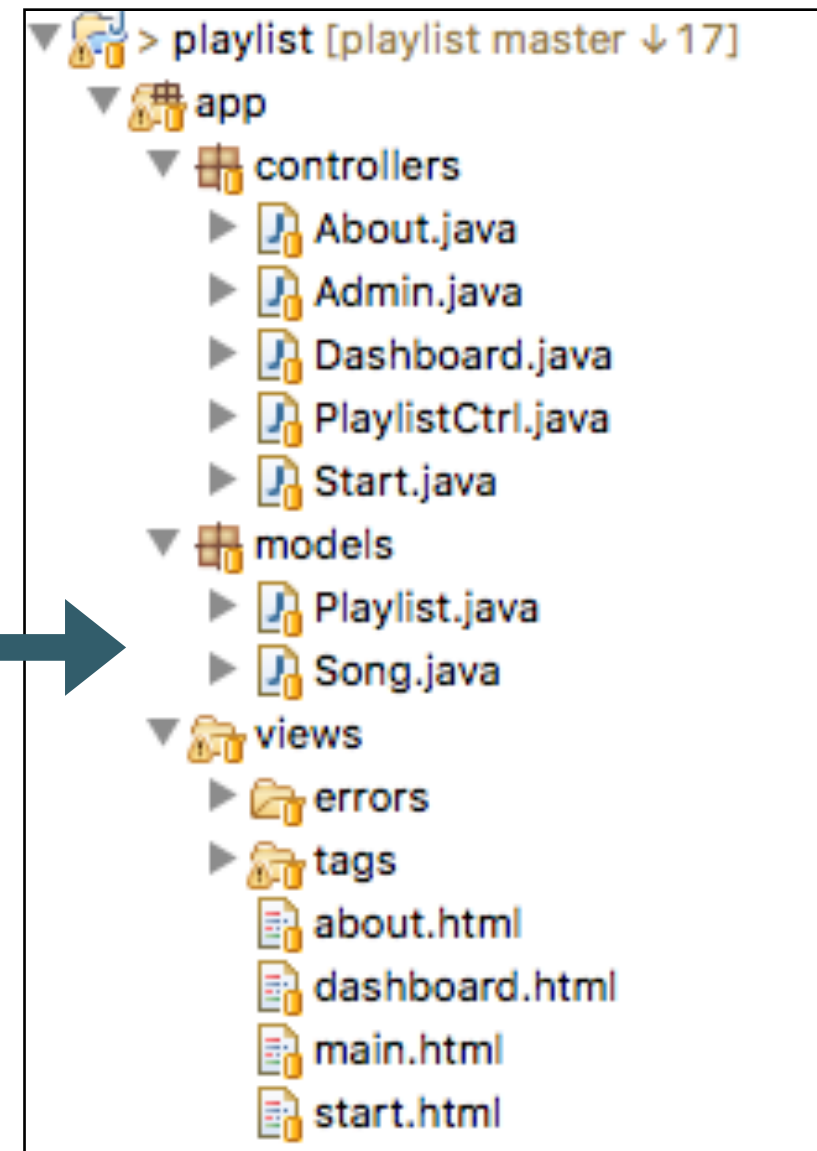 > playlist [playlist master ↓17]
app
controllers
About.java
Admin.java
Dashboard.java
PlaylistCtrl.java
Start.java
models
Playlist.java
Song.java
views
errors
tags
about.html
dashboard.html
main.html
start.html